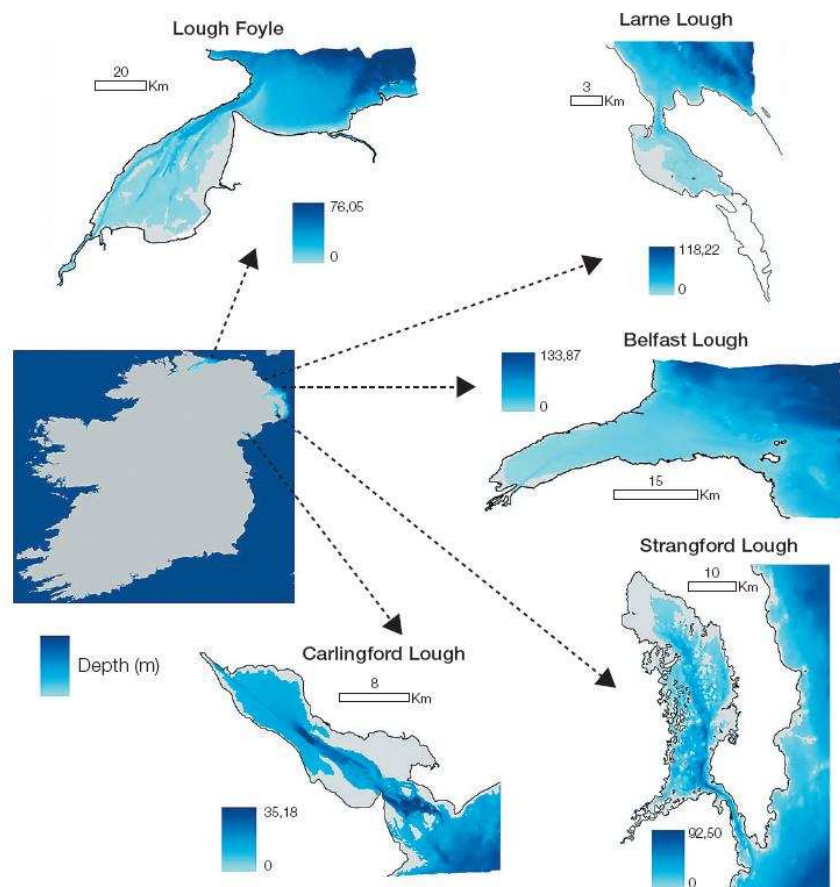 Lough Foyle
20
Km
76,05
0
Larne Lough
3
Km
118,22
0
Belfast Lough
133,87
0
15
Km
Strangford Lough
10
Km
92,50
0
Depth (m)
Carlingford Lough
8
Km
35,18
0